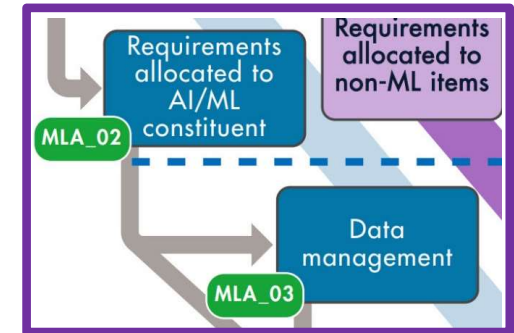 Requirements
allocated to
AI/ML
constituent
MLA_02
Requirements
allocated to
non-ML items
Data
management
MLA_03